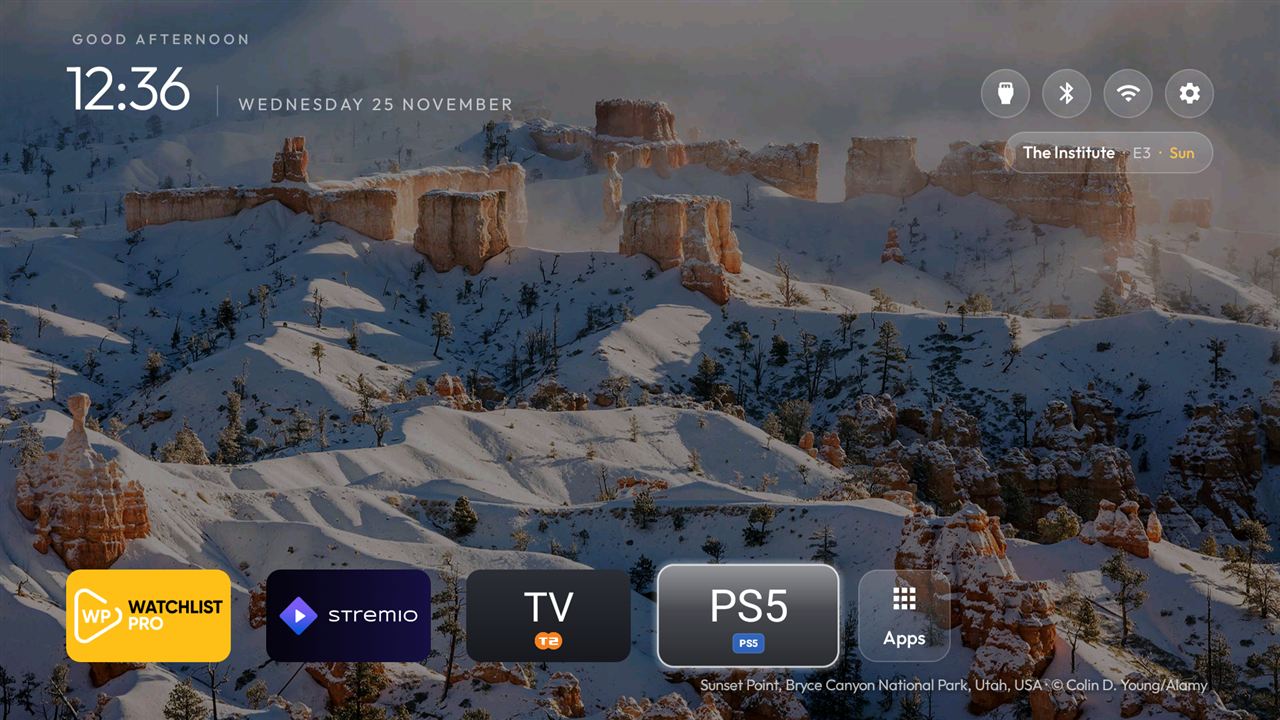 GOOD AFTERNOON
12:36
WEDNESDAY 25 NOVEMBER
The Institute · E3 · Sun
WP WATCHLIST PRO
STREMIO
TV
T2
PS5
PS5
Apps
Sunset Point, Bryce Canyon National Park, Utah, USA · © Colin D. Young/Alamy